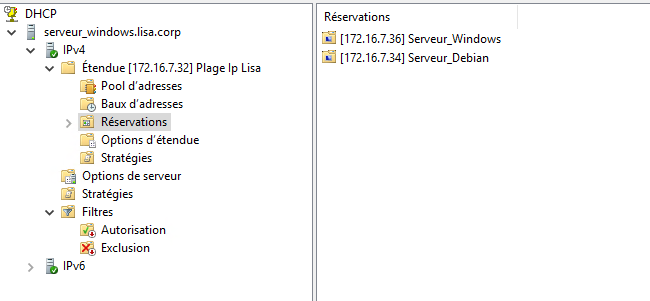 DHCP
serveur_windows.lisa.corp
IPv4
Étendue [172.16.7.32] Plage Ip Lisa
Pool d'adresses
Baux d'adresses
Réservations
Options d'étendue
Stratégies
Options de serveur
Stratégies
Filtres
Autorisation
Exclusion
IPv6
Réservations
[172.16.7.36] Serveur_Windows
[172.16.7.34] Serveur_Debian